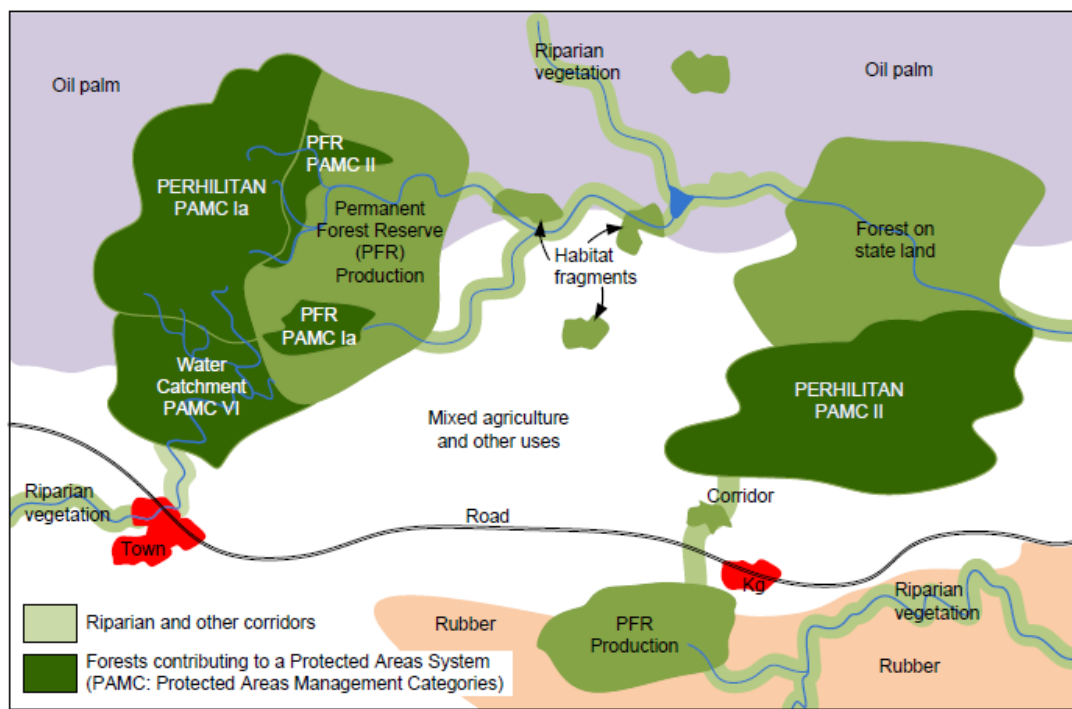 Oil palm
Riparian
vegetation
Oil palm
PFR
PAMC II
PERHILITAN
PAMC Ia
Permanent
Forest Reserve
(PFR)
Production
Habitat
fragments
Forest on
state land
PFR
PAMC Ia
Water
Catchment
PAMC VI
PERHILITAN
PAMC II
Mixed agriculture
and other uses
Riparian
vegetation
Corridor
Road
Town
Kg
Riparian
vegetation
Rubber
PFR
Production
Rubber
Riparian and other corridors
Forests contributing to a Protected Areas System
(PAMC: Protected Areas Management Categories)